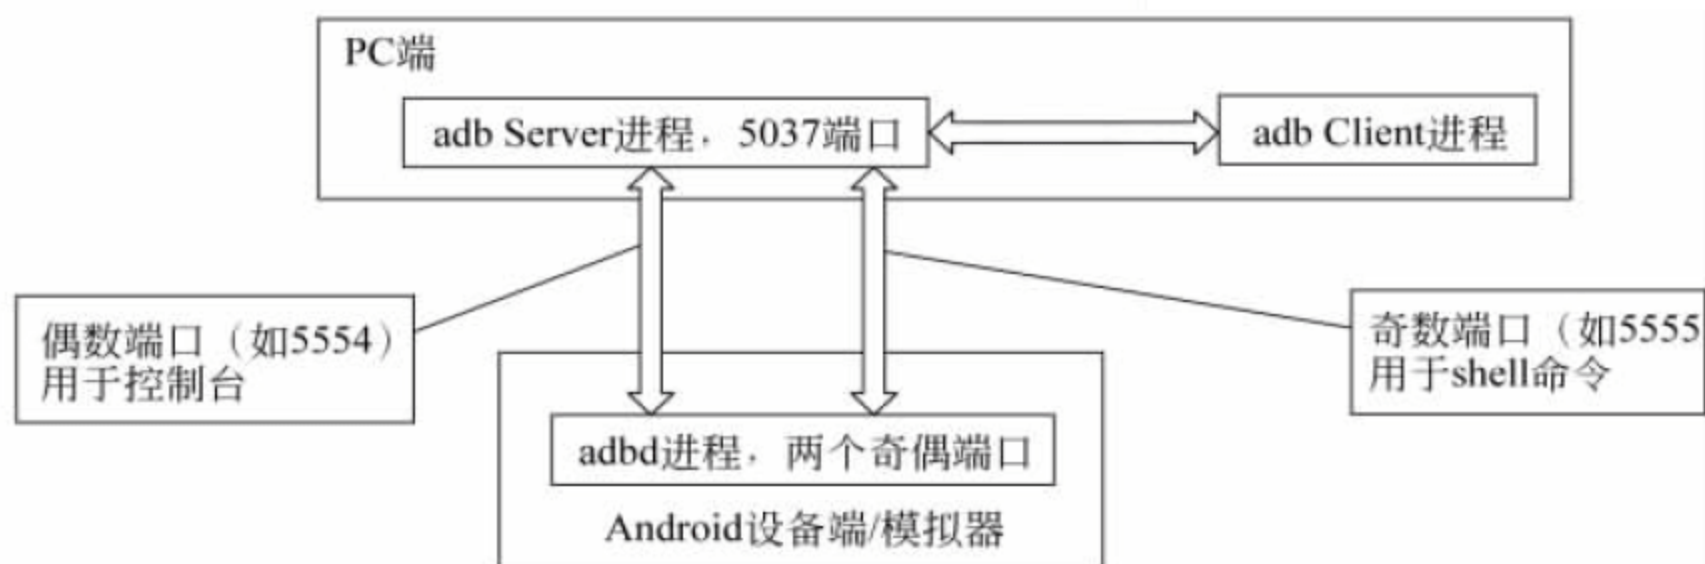 PC端
adb Server进程，5037端口
adb Client进程
偶数端口（如5554）
用于控制台
奇数端口（如5555
用于shell命令
adbd进程，两个奇偶端口
Android设备端/模拟器